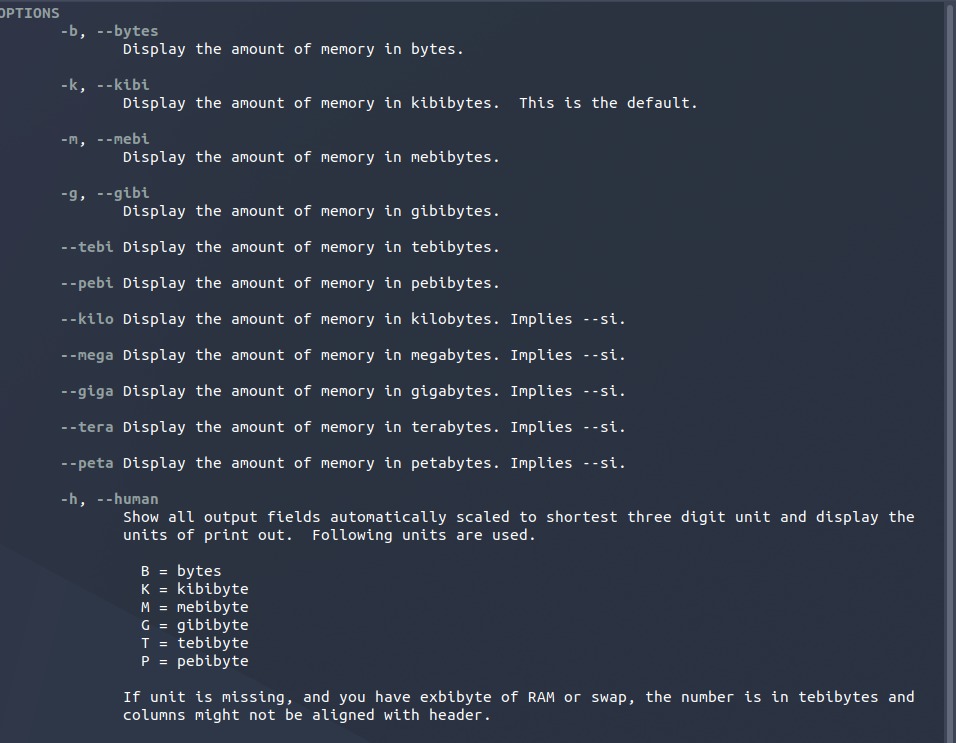 OPTIONS
-b, --bytes
Display the amount of memory in bytes.
-k, --kibi
Display the amount of memory in kibibytes.  This is the default.
-m, --mebi
Display the amount of memory in mebibytes.
-g, --gibi
Display the amount of memory in gibibytes.
--tebi Display the amount of memory in tebibytes.
--pebi Display the amount of memory in pebibytes.
--kilo Display the amount of memory in kilobytes. Implies --si.
--mega Display the amount of memory in megabytes. Implies --si.
--giga Display the amount of memory in gigabytes. Implies --si.
--tera Display the amount of memory in terabytes. Implies --si.
--peta Display the amount of memory in petabytes. Implies --si.
-h, --human
Show all output fields automatically scaled to shortest three digit unit and display the
units of print out.  Following units are used.
B = bytes
K = kibibyte
M = mebibyte
G = gibibyte
T = tebibyte
P = pebibyte
If unit is missing, and you have exbibyte of RAM or swap, the number is in tebibytes and
columns might not be aligned with header.